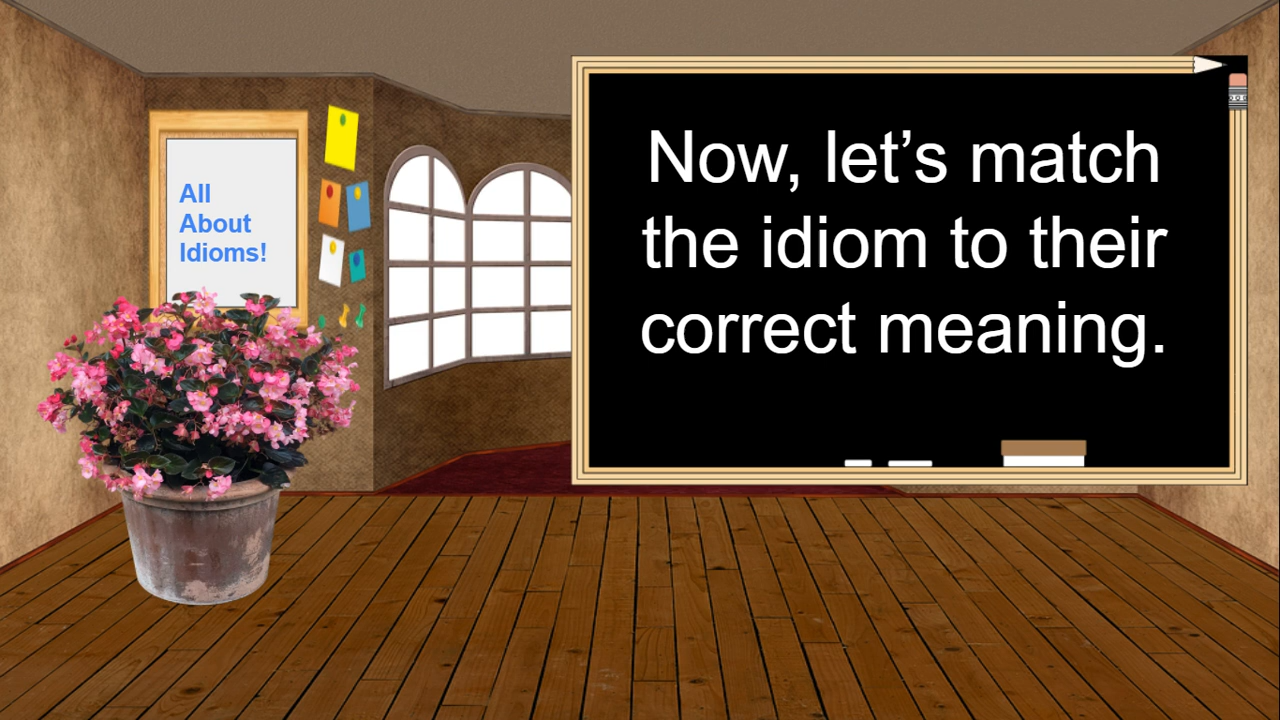 All
About
Idioms!
Now, let’s match
the idiom to their
correct meaning.